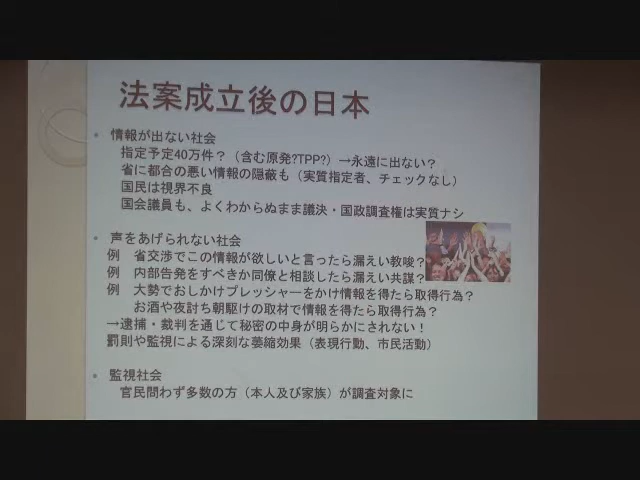 法案成立後の日本
• 情報が出ない社会
指定予定40万件？（含む原発?TPP?）→永遠に出ない？
省に都合の悪い情報の隠蔽も（実質指定者、チェックなし）
国民は視界不良
国会議員も、よくわからぬまま議決・国政調査権は実質ナシ
• 声をあげられない社会
例　省交渉でこの情報が欲しいと言ったら漏えい教唆？
例　内部告発をすべきか同僚と相談したら漏えい共謀？
例　大勢でおしかけプレッシャーをかけ情報を得たら取得行為？
お酒や夜討ち朝駆けの取材で情報を得たら取得行為？
→逮捕・裁判を通じて秘密の中身が明らかにされない！
罰則や監視による深刻な萎縮効果（表現行動、市民活動）
• 監視社会
官民問わず多数の方（本人及び家族）が調査対象に